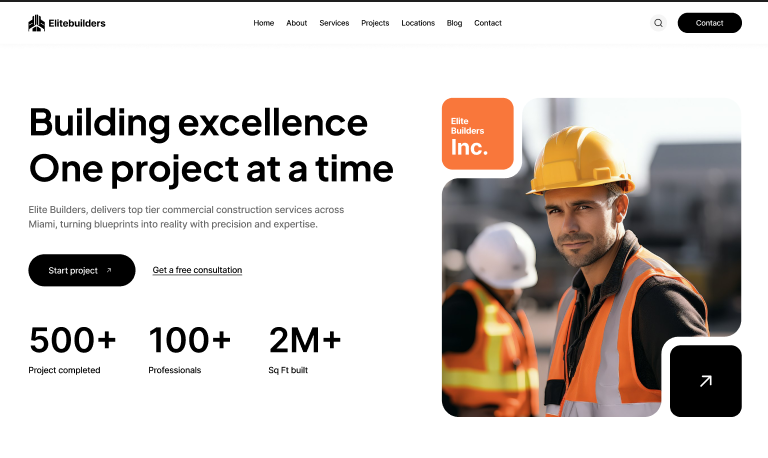 Elitebuilders
Home About Services Projects Locations Blog Contact
Contact
Building excellence
One project at a time
Elite Builders, delivers top tier commercial construction services across
Miami, turning blueprints into reality with precision and expertise.
Start project
Get a free consultation
500+
Project completed
100+
Professionals
2M+
Sq Ft built
Elite
Builders
Inc.